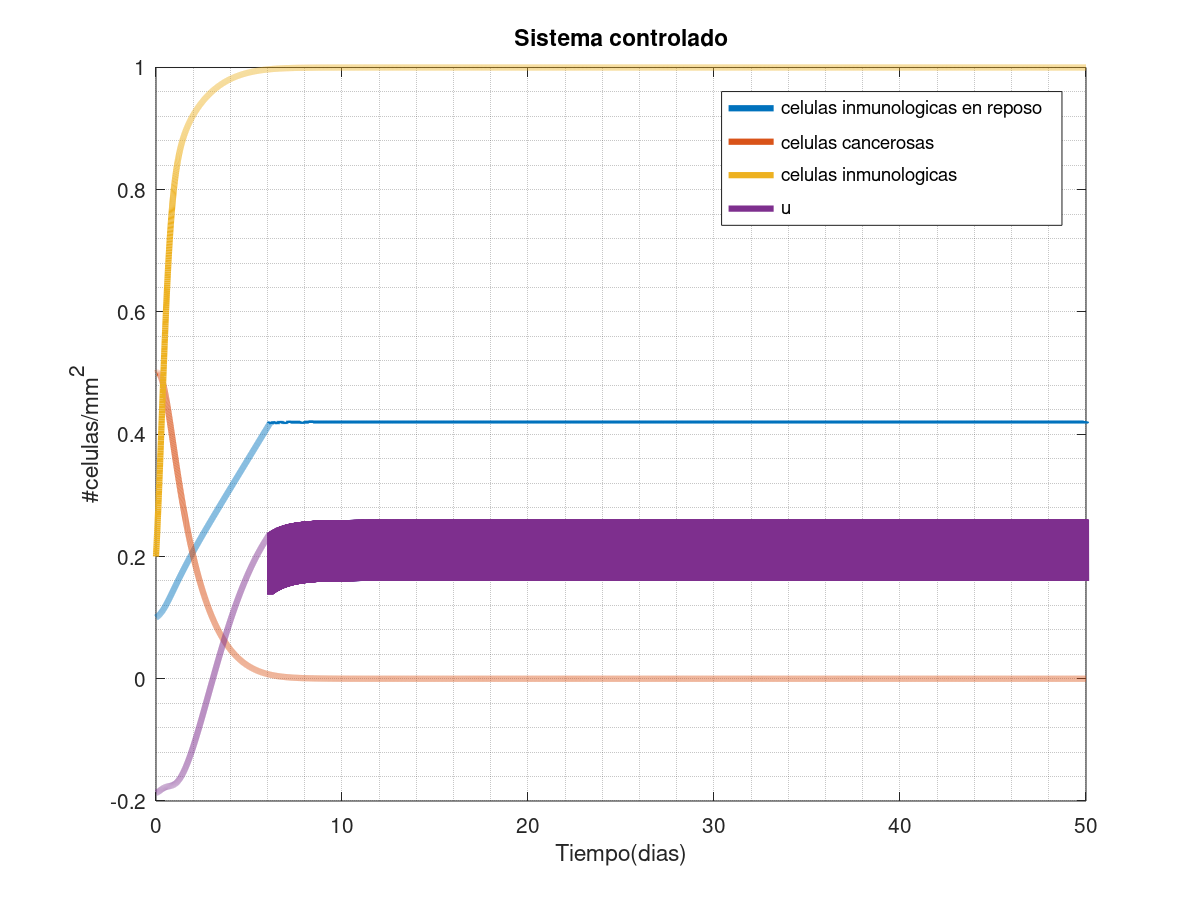 Sistema controlado
1
0.8
0.6
0.4
0.2
0
-0.2
#celulas/mm2
celulas inmunologicas en reposo
celulas cancerosas
celulas inmunologicas
u
0 10 20 30 40 50
Tiempo(dias)